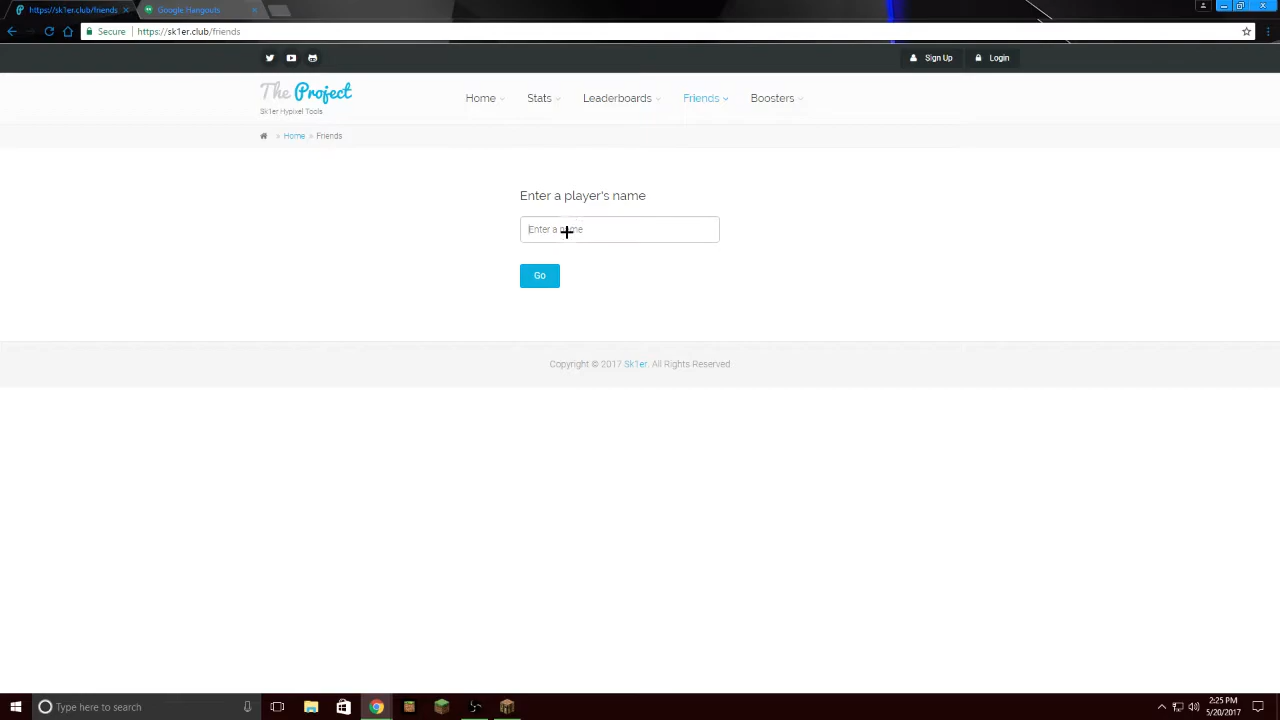 https://sk1er.club/friends
Google Hangouts
Secure
https://sk1er.club/friends
Sign Up
Login
The Project
Sk1er Hypixel Tools
Home
Stats
Leaderboards
Friends
Boosters
» Home » Friends
Enter a player's name
Enter a name
Go
Copyright © 2017 Sk1er. All Rights Reserved
Type here to search
2:25 PM
5/20/2017